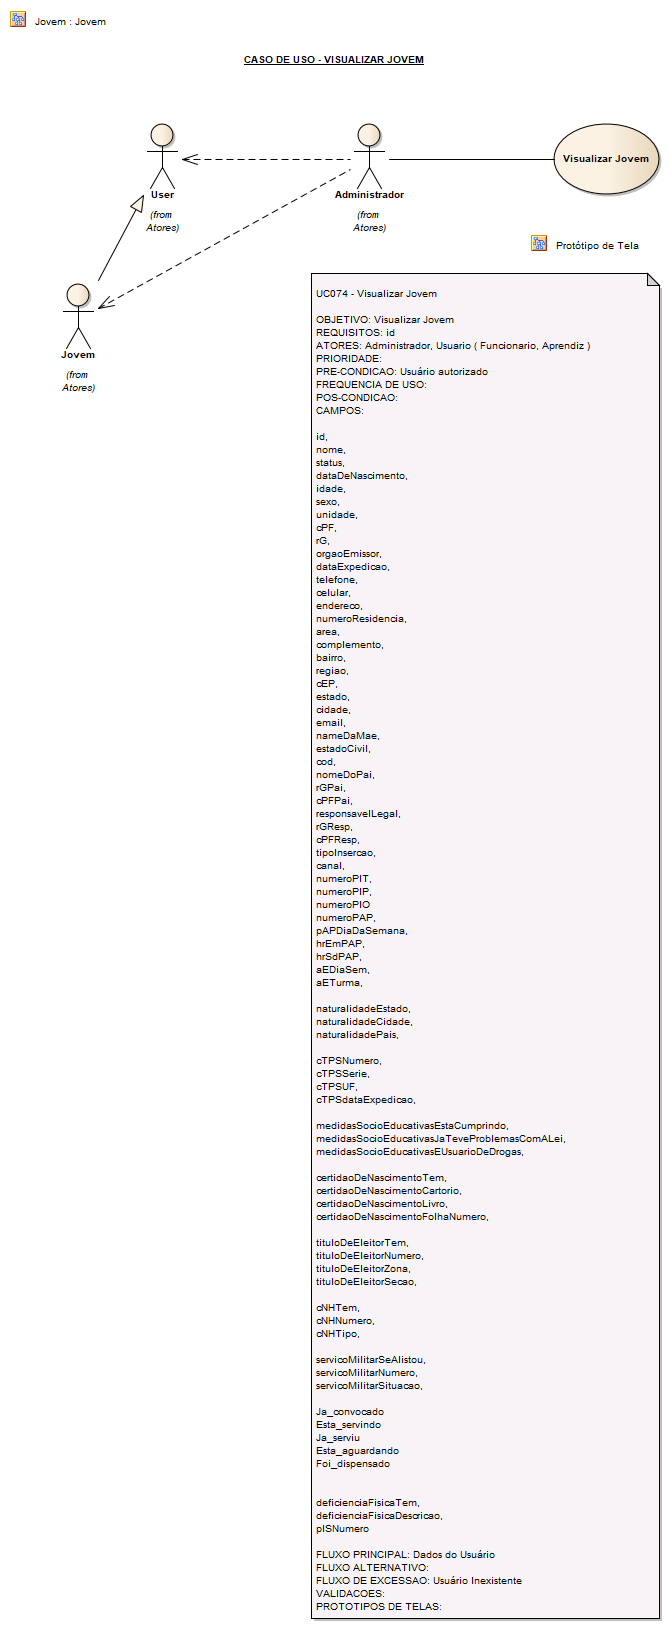 Jovem : Jovem
CASO DE USO - VISUALIZAR JOVEM
User
(from
Atores)
Administrador
(from
Atores)
Visualizar Jovem
Protótipo de Tela
Jovem
(from
Atores)
UC074 - Visualizar Jovem
OBJETIVO: Visualizar Jovem
REQUISITOS: id
ATORES: Administrador, Usuario ( Funcionario, Aprendiz )
PRIORIDADE:
PRE-CONDICAO: Usuário autorizado
FREQUENCIA DE USO:
POS-CONDICAO:
CAMPOS:
id,
nome,
status,
dataDeNascimento,
idade,
sexo,
unidade,
cPF,
rG,
orgaoEmissor,
dataExpedicao,
telefone,
celular,
endereco,
numeroResidencia,
area,
complemento,
bairro,
regiao,
cEP,
estado,
cidade,
email,
nameDaMae,
estadoCivil,
cod,
nomeDoPai,
rGPai,
cPFPai,
responsavelLegal,
rGResp,
cPFResp,
tipoInsercao,
canal,
numeroPIT,
numeroPIP,
numeroPIO
numeroPAP,
pAPDiaDaSemana,
hrEmPAP,
hrSdPAP,
aEDiaSem,
aETurma,
naturalidadeEstado,
naturalidadeCidade,
naturalidadePais,
cTPSNumero,
cTPSSerie,
cTPSUF,
cTPSdataExpedicao,
medidasSocioEducativasEstaCumprindo,
medidasSocioEducativasJaTeveProblemasComALei,
medidasSocioEducativasEUsuarioDeDrogas,
certidaoDeNascimentoTem,
certidaoDeNascimentoCartorio,
certidaoDeNascimentoLivro,
certidaoDeNascimentoFolhaNumero,
tituloDeEleitorTem,
tituloDeEleitorNumero,
tituloDeEleitorZona,
tituloDeEleitorSecao,
cNHTem,
cNHNumero,
cNHTipo,
servicoMilitarSeAlistou,
servicoMilitarNumero,
servicoMilitarSituacao,
Ja_convocado
Esta_servindo
Ja_serviu
Esta_aguardando
Foi_dispensado
deficienciaFisicaTem,
deficienciaFisicaDescricao,
pISNumero
FLUXO PRINCIPAL: Dados do Usuário
FLUXO ALTERNATIVO:
FLUXO DE EXCESSAO: Usuário Inexistente
VALIDACOES:
PROTOTIPOS DE TELAS: